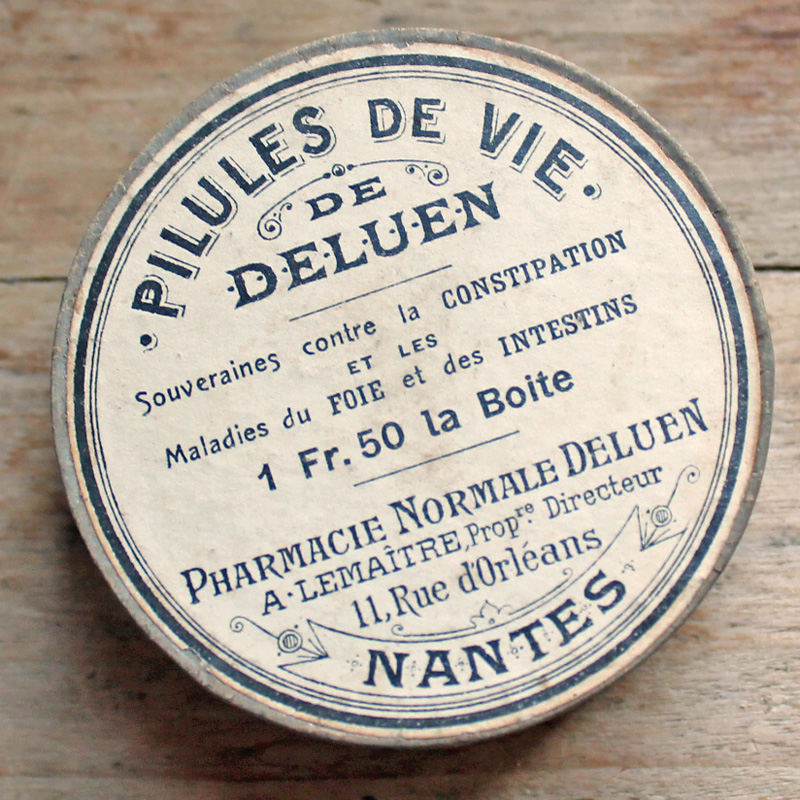 PILULES DE VIE.
DE
DELUEN
Souveraines contre la CONSTIPATION
ET LES
Maladies du FOIE et des INTESTINS
1 Fr. 50 la Boite
PHARMACIE NORMALE DELUEN
A. LEMAÎTRE, Propre. Directeur
11, Rue d'Orléans
NANTES